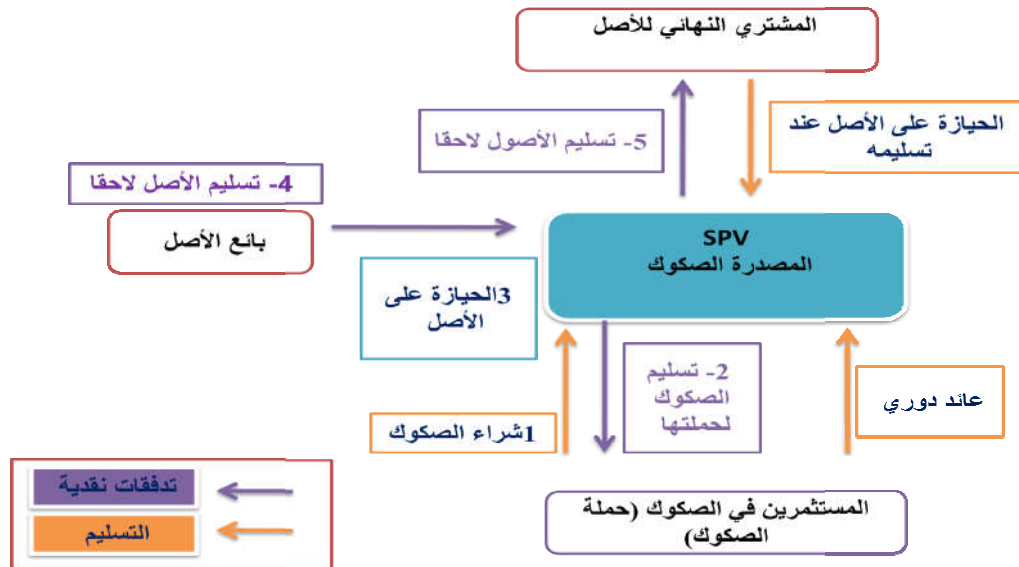 المشتري النهائي للأصل
5- تسليم الأصول لاحقا
الحيازة على الأصل عند
تسليمه
4- تسليم الأصل لاحقا
بائع الأصل
SPV
المصدرة الصكوك
3الحيازة على
الأصل
2- تسليم
الصكوك
لحملتها
عائد دوري
1شراء الصكوك
تدفقات نقدية
التسليم
المستثمرين في الصكوك (حملة
الصكوك)